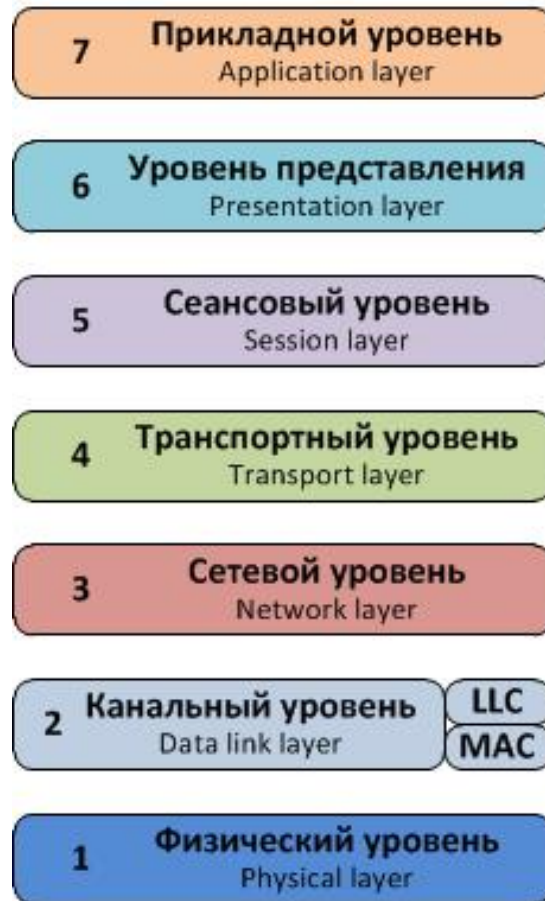 7
Прикладной уровень
Application layer
6
Уровень представления
Presentation layer
5
Сеансовый уровень
Session layer
4
Транспортный уровень
Transport layer
3
Сетевой уровень
Network layer
2
Канальный уровень
Data link layer
LLC
MAC
1
Физический уровень
Physical layer